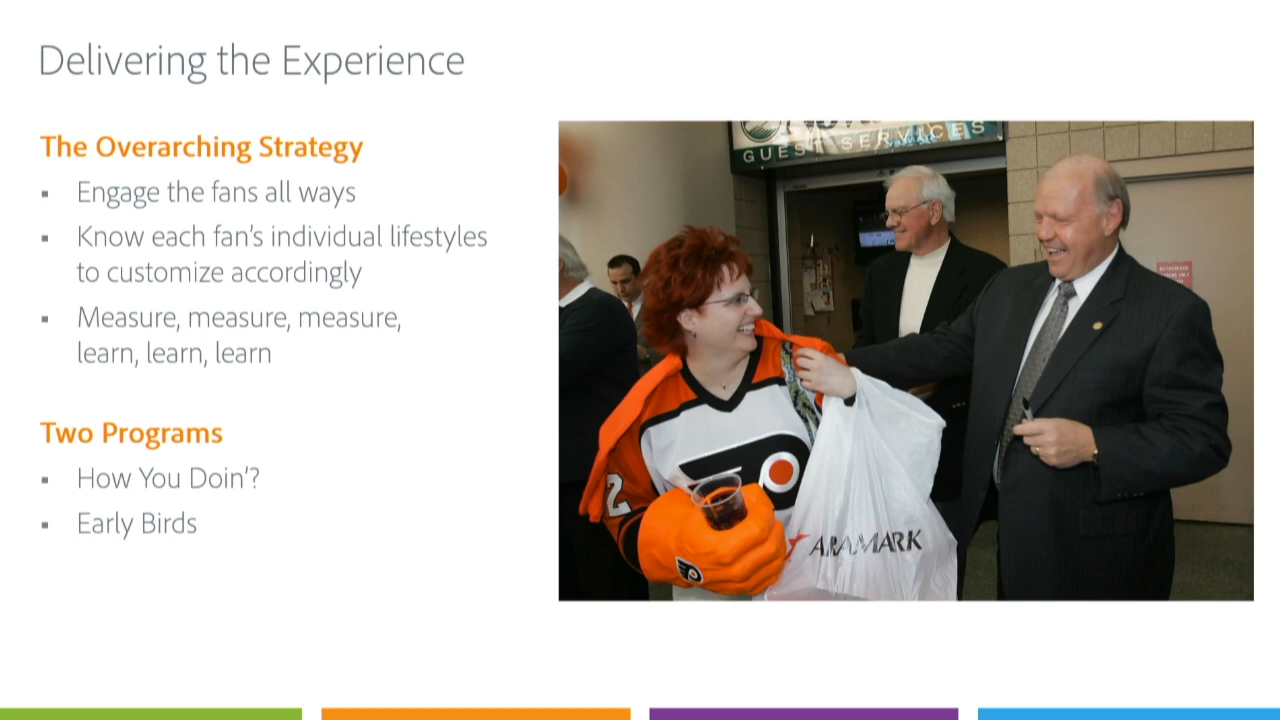 Delivering the Experience
The Overarching Strategy
▪ Engage the fans all ways
▪ Know each fan's individual lifestyles
to customize accordingly
▪ Measure, measure, measure,
learn, learn, learn
Two Programs
▪ How You Doin'?
▪ Early Birds
GUEST SERVICES
2
ARAMARK